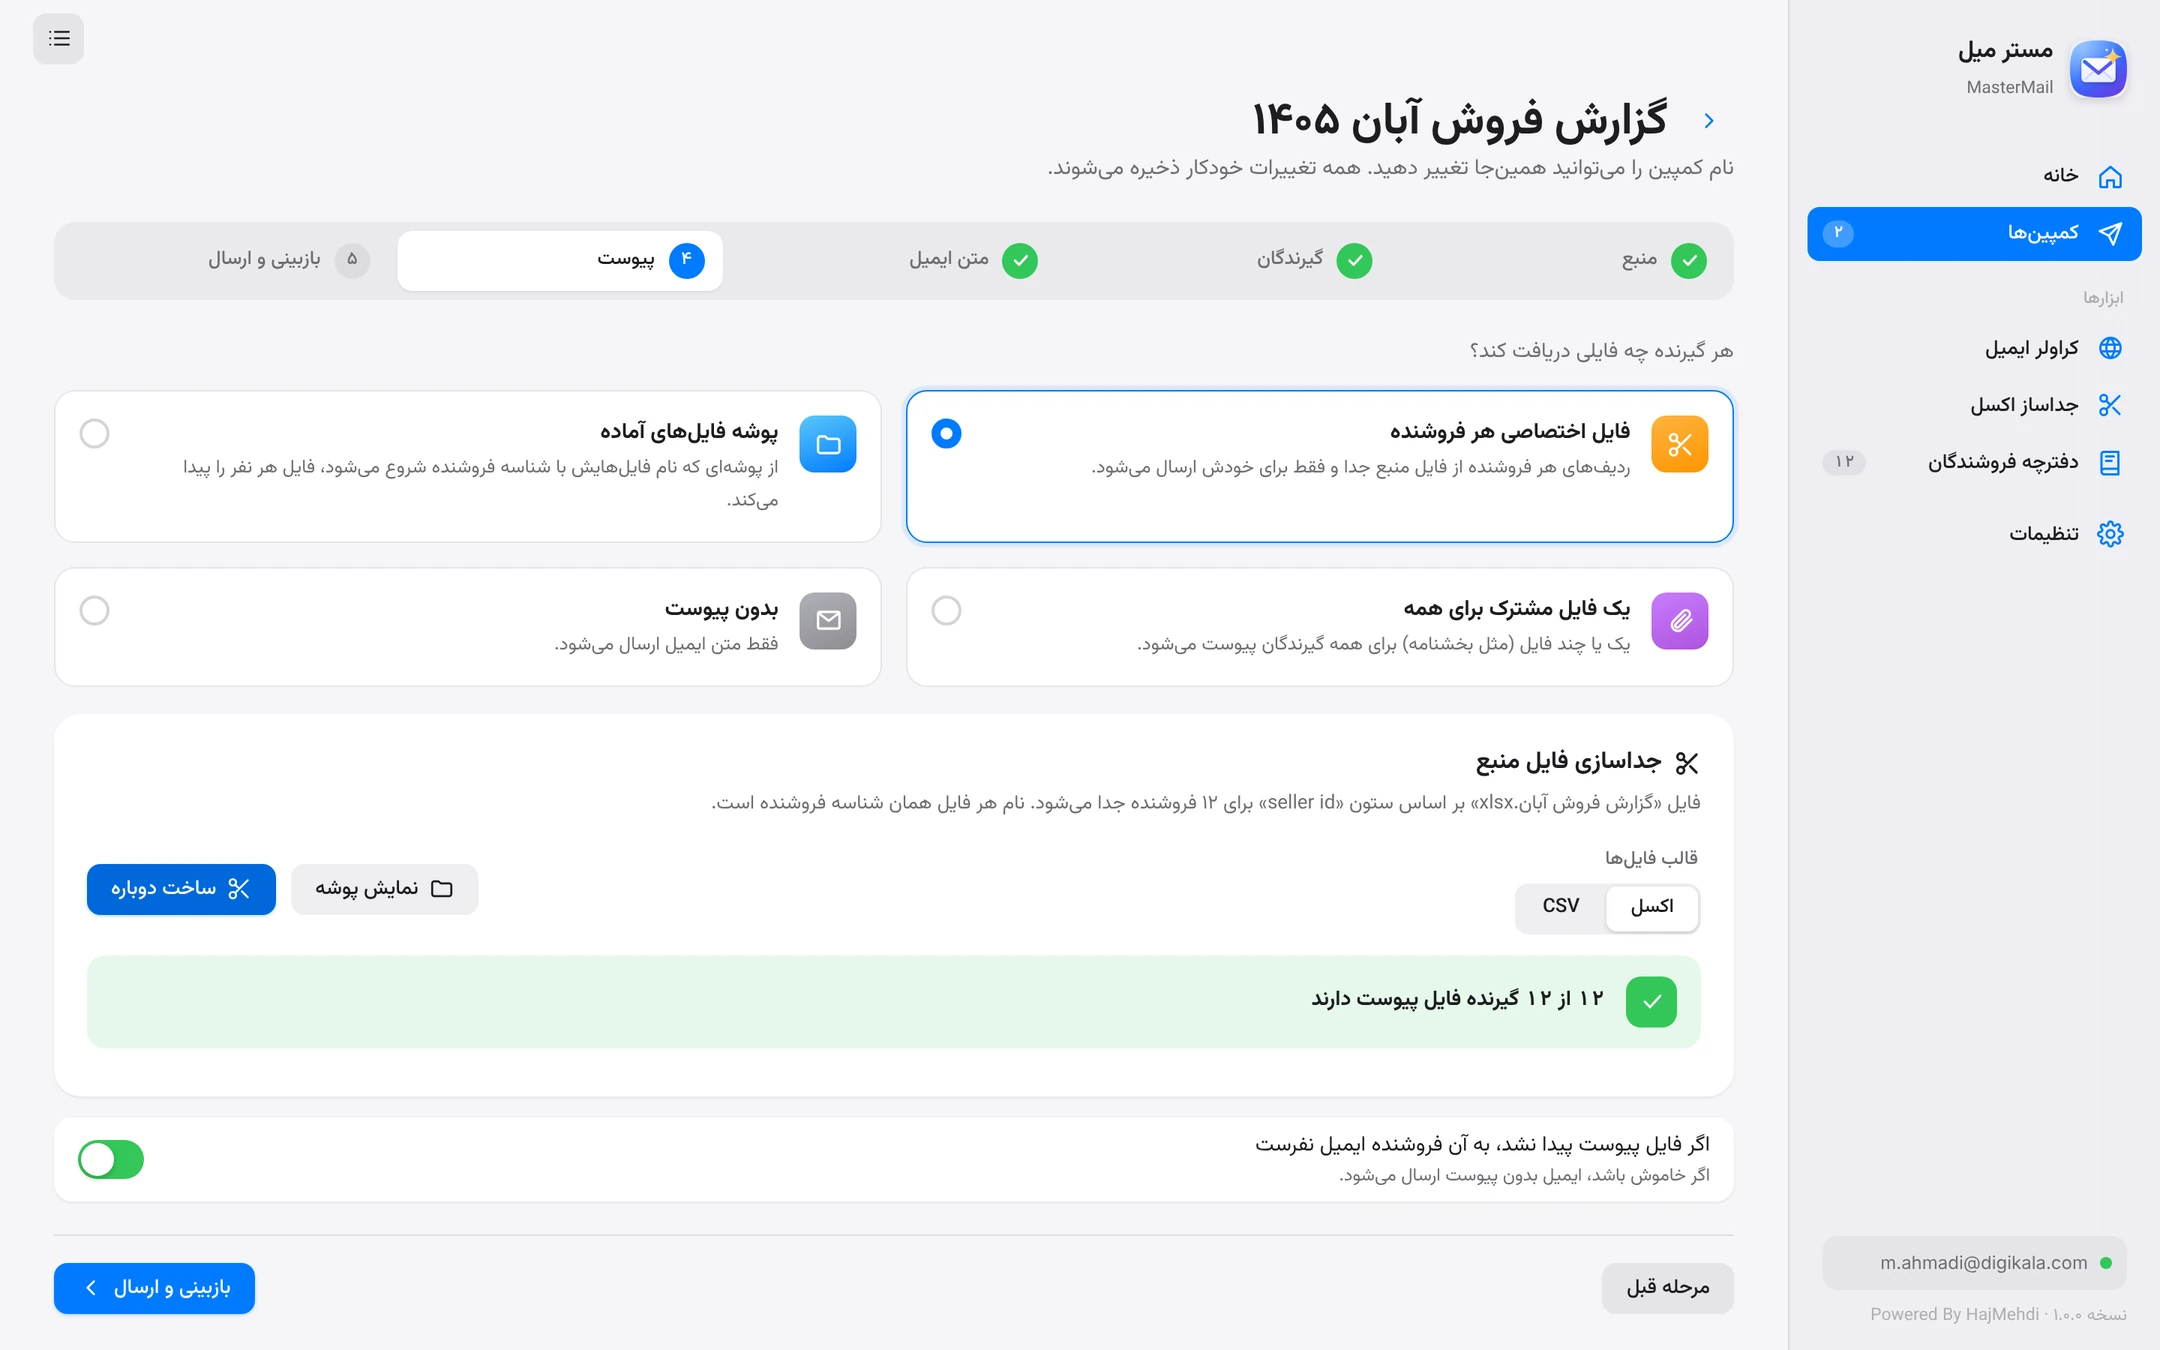 مستر میل
MasterMail
خانه
کمپین‌ها
۲
ابزارها
کراولر ایمیل
جداساز اکسل
دفترچه فروشندگان
۱۲
تنظیمات
m.ahmadi@digikala.com
نسخه ۱.۰.۰ · Powered By HajMehdi
گزارش فروش آبان ۱۴۰۵
نام کمپین را می‌توانید همین‌جا تغییر دهید. همه تغییرات خودکار ذخیره می‌شوند.
منبع
گیرندگان
متن ایمیل
۴ پیوست
۵ بازبینی و ارسال
هر گیرنده چه فایلی دریافت کند؟
فایل اختصاصی هر فروشنده
ردیف‌های هر فروشنده از فایل منبع جدا و فقط برای خودش ارسال می‌شود.
پوشه فایل‌های آماده
از پوشه‌ای که نام فایل‌هایش با شناسه فروشنده شروع می‌شود، فایل هر نفر را پیدا
می‌کند.
یک فایل مشترک برای همه
یک یا چند فایل (مثل بخشنامه) برای همه گیرندگان پیوست می‌شود.
بدون پیوست
فقط متن ایمیل ارسال می‌شود.
جداسازی فایل منبع
فایل «گزارش فروش آبان.xlsx» بر اساس ستون «seller id» برای ۱۲ فروشنده جدا می‌شود. نام هر فایل همان شناسه فروشنده است.
قالب فایل‌ها
اکسل
CSV
نمایش پوشه
ساخت دوباره
۱۲ از ۱۲ گیرنده فایل پیوست دارند
اگر فایل پیوست پیدا نشد، به آن فروشنده ایمیل نفرست
اگر خاموش باشد، ایمیل بدون پیوست ارسال می‌شود.
مرحله قبل
بازبینی و ارسال